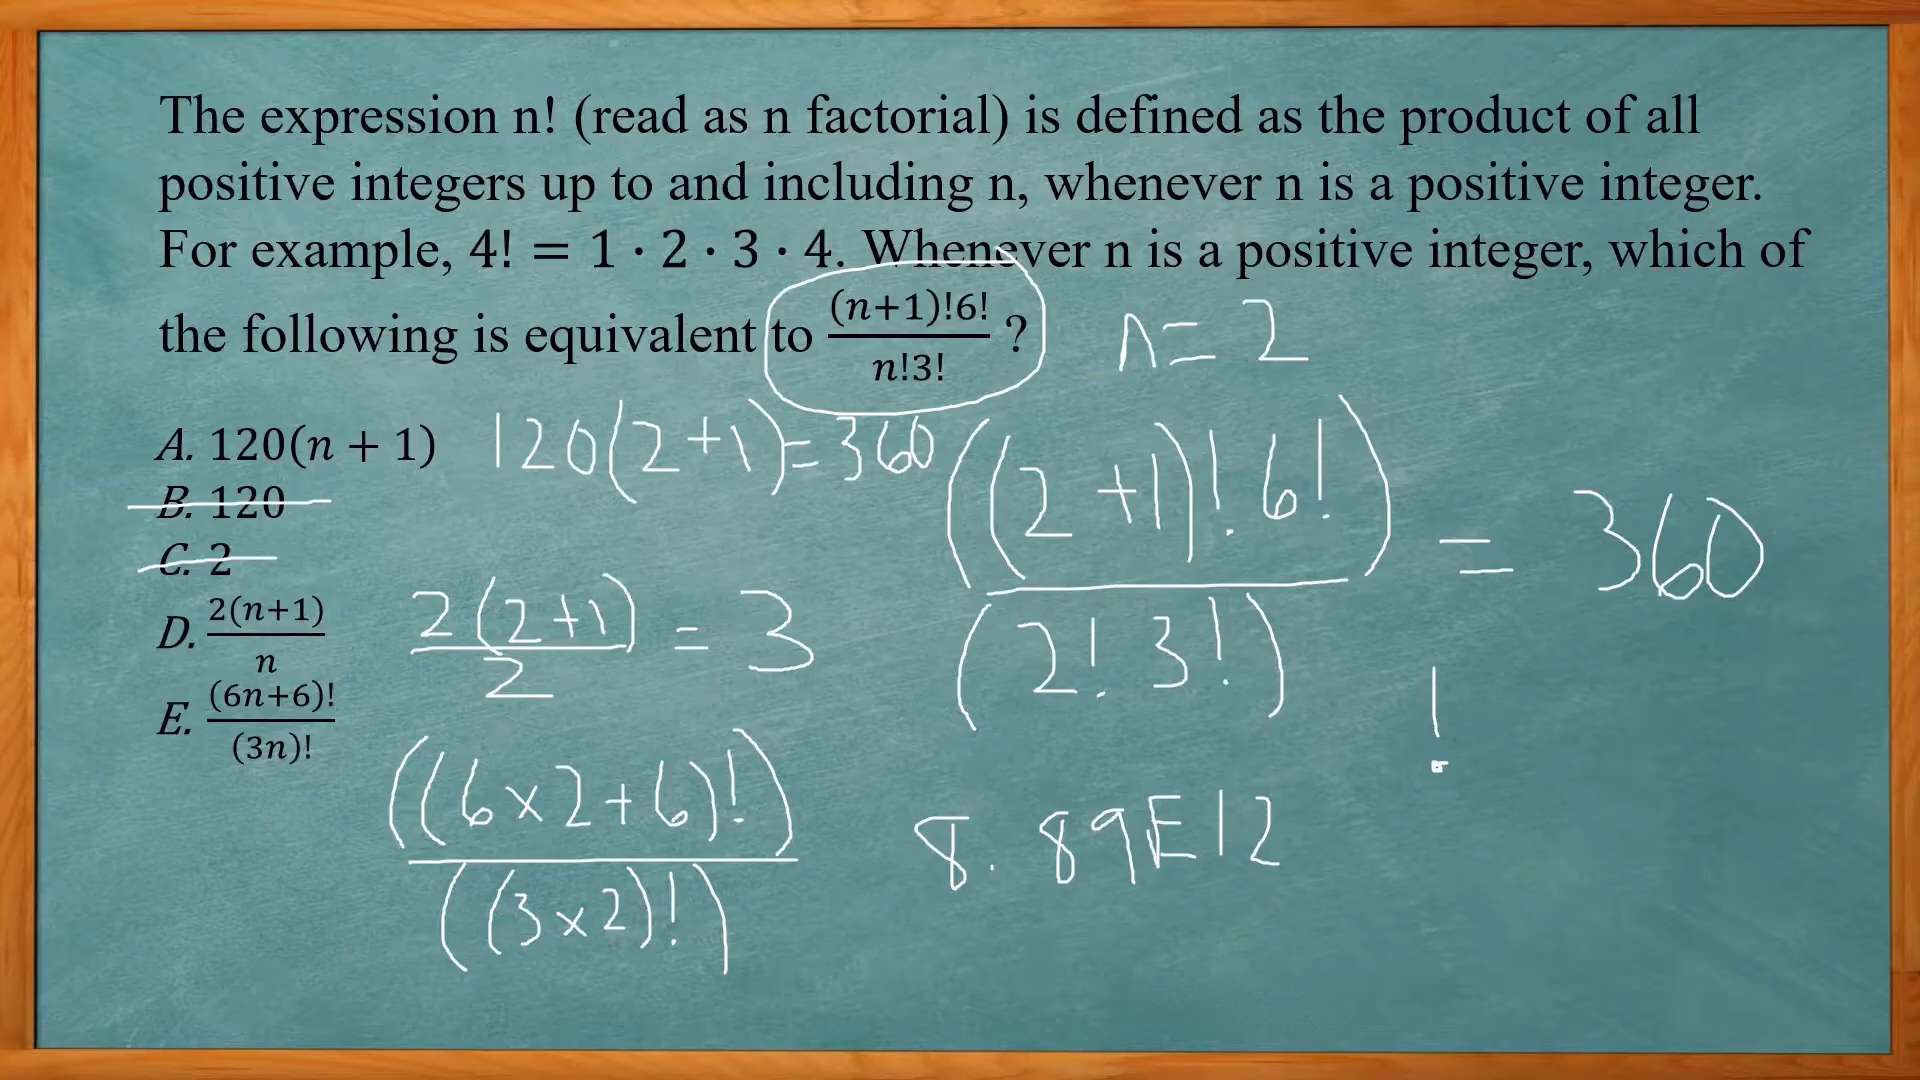 The expression n! (read as n factorial) is defined as the product of all
positive integers up to and including n, whenever n is a positive integer.
For example, 4! = 1 · 2 · 3 · 4. Whenever n is a positive integer, which of
the following is equivalent to (n+1)!6!/n!3! ?
n = 2
A. 120(n + 1)
120(2+1)=360
B. 120
C. 2
((2+1)!6!)/(2!3!) = 360
D. 2(n+1)/n
2(2+1)/2 = 3
E. (6n+6)!/(3n)!
!
((6×2+6)!)/((3×2)!)
8.89E12